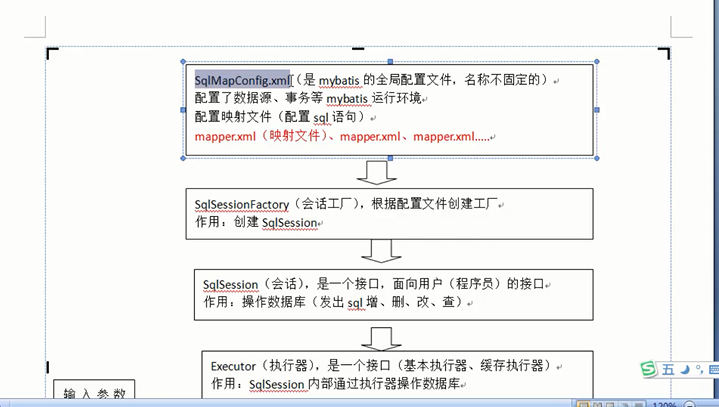 SqlMapConfig.xml（是 mybatis 的全局配置文件，名称不固定的）
配置了数据源、事务等 mybatis 运行环境
配置映射文件（配置 sql 语句）
mapper.xml（映射文件）、mapper.xml、mapper.xml.....
SqlSessionFactory（会话工厂），根据配置文件创建工厂
作用：创建 SqlSession
SqlSession（会话），是一个接口，面向用户（程序员）的接口
作用：操作数据库（发出 sql 增、删、改、查）
Executor（执行器），是一个接口（基本执行器、缓存执行器）
作用：SqlSession 内部通过执行器操作数据库
输入参数
S 五
120%